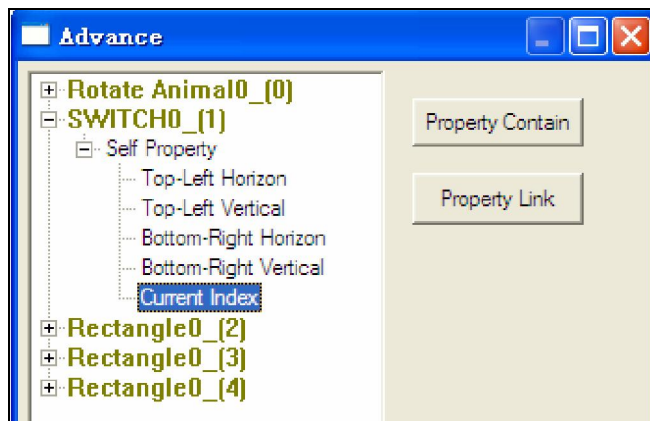 Advance
Rotate Animal0_(0)
SWITCH0_(1)
Self Property
Top-Left Horizon
Top-Left Vertical
Bottom-Right Horizon
Bottom-Right Vertical
Current Index
Rectangle0_(2)
Rectangle0_(3)
Rectangle0_(4)
Property Contain
Property Link